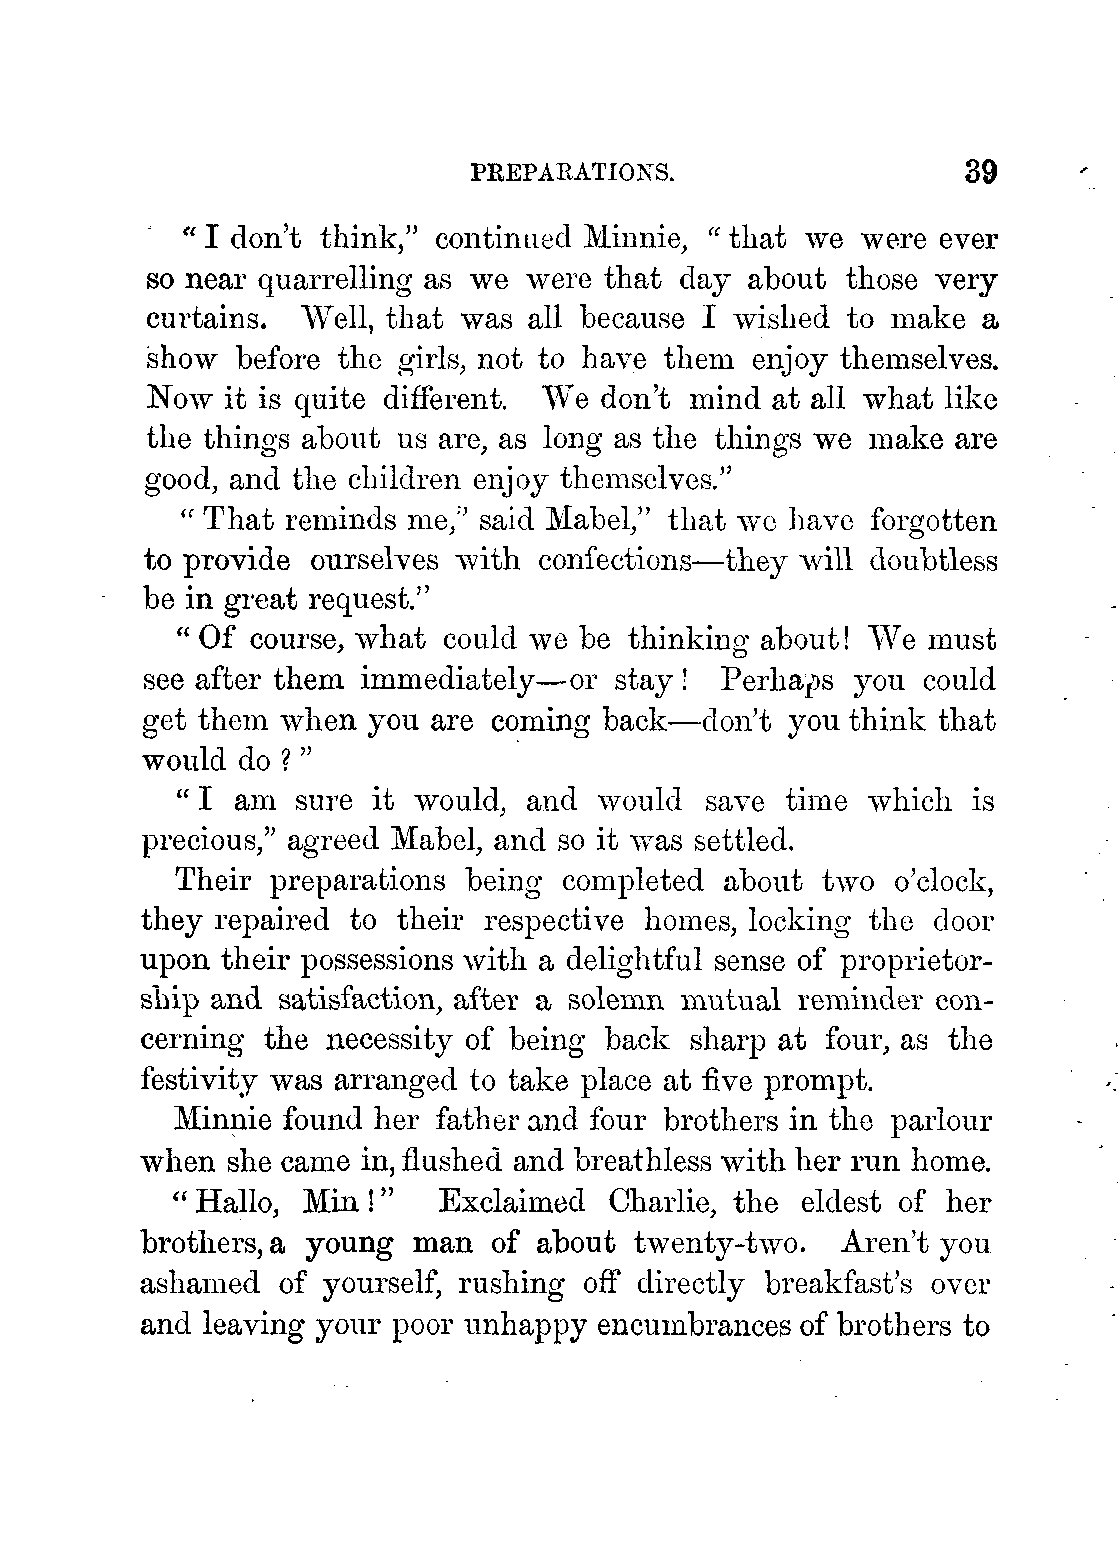 PREPARATIONS. 39
“ I don't think,” continued Minnie, “ that we were ever
so near quarrelling as we were that day about those very
curtains. Well, that was all because I wished to make a
show before the girls, not to have them enjoy themselves.
Now it is quite different. We don't mind at all what like
the things about us are, as long as the things we make are
good, and the children enjoy themselves.”
“ That reminds me,” said Mabel,” that we have forgotten
to provide ourselves with confections—they will doubtless
be in great request.”
“ Of course, what could we be thinking about! We must
see after them immediately—or stay ! Perhaps you could
get them when you are coming back—don't you think that
would do ? ”
“ I am sure it would, and would save time which is
precious,” agreed Mabel, and so it was settled.
Their preparations being completed about two o'clock,
they repaired to their respective homes, locking the door
upon their possessions with a delightful sense of proprietor-
ship and satisfaction, after a solemn mutual reminder con-
cerning the necessity of being back sharp at four, as the
festivity was arranged to take place at five prompt.
Minnie found her father and four brothers in the parlour
when she came in, flushed and breathless with her run home.
“ Hallo, Min ! ” Exclaimed Charlie, the eldest of her
brothers, a young man of about twenty-two. Aren't you
ashamed of yourself, rushing off directly breakfast's over
and leaving your poor unhappy encumbrances of brothers to